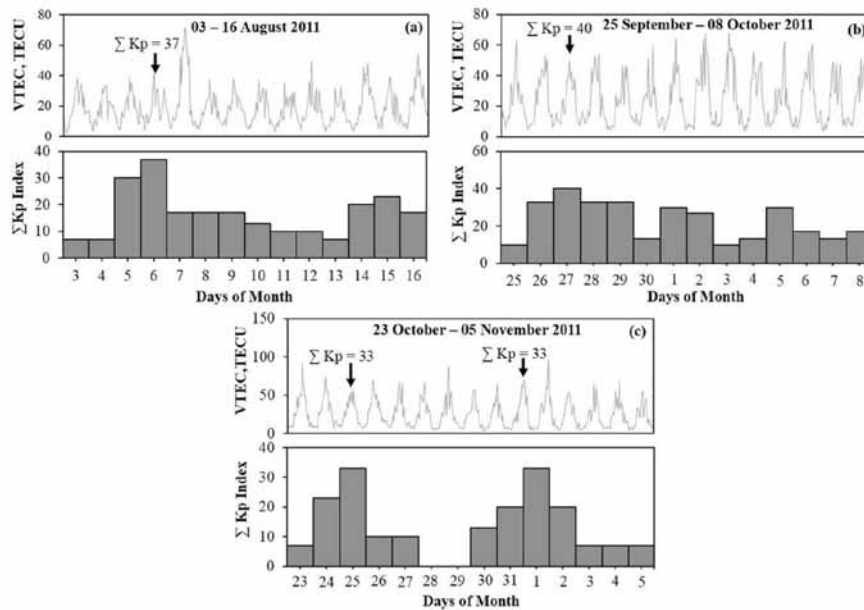 03 – 16 August 2011 (a)
∑ Kp = 37
VTEC, TECU
80
60
40
20
0
∑Kp Index
40
30
20
10
0
3 4 5 6 7 8 9 10 11 12 13 14 15 16
Days of Month
25 September – 08 October 2011 (b)
∑ Kp = 40
VTEC, TECU
80
60
40
20
0
∑ Kp Index
60
40
20
0
25 26 27 28 29 30 1 2 3 4 5 6 7 8
Days of Month
23 October – 05 November 2011 (c)
∑ Kp = 33 ∑ Kp = 33
VTEC,TECU
150
100
50
0
∑ Kp Index
40
30
20
10
0
23 24 25 26 27 28 29 30 31 1 2 3 4 5
Days of Month